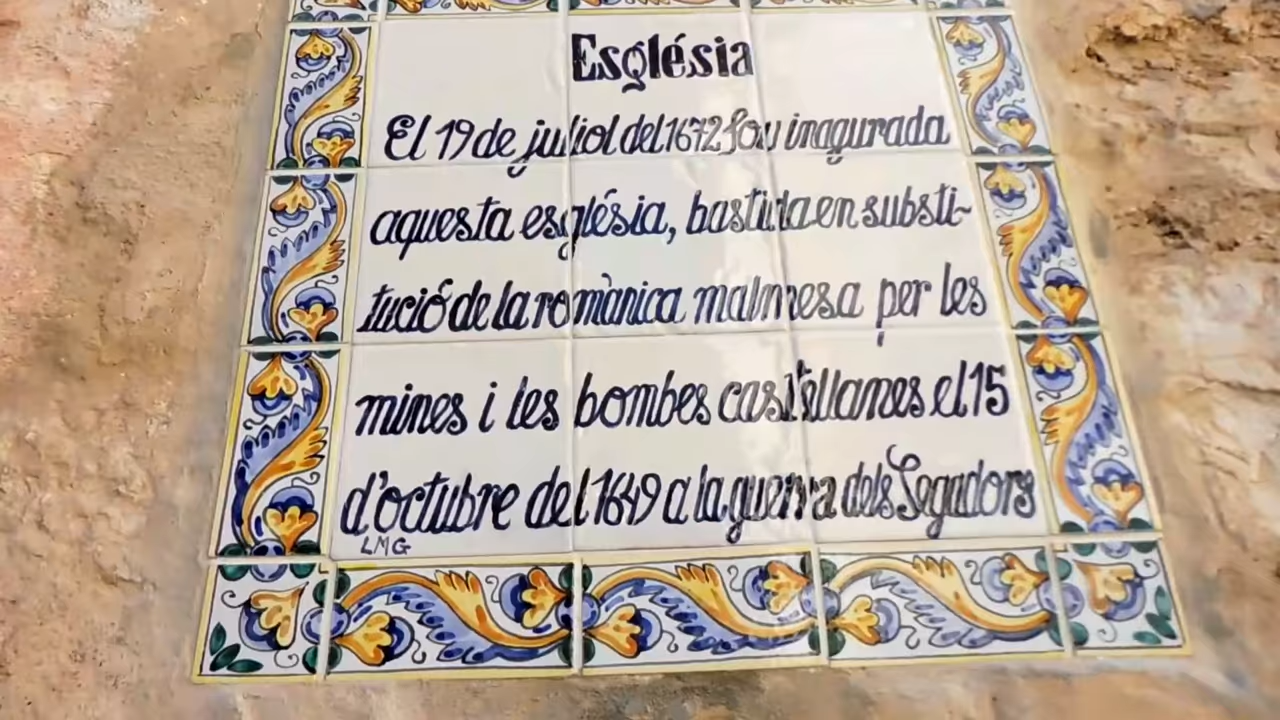 Església
El 19 de juliol del 1672 fou inagurada
aquesta església, bastida en substi-
tució de la romànica malmesa per les
mines i les bombes castellanes el 15
d'octubre del 1649 a la guerra dels Segadors
LMG